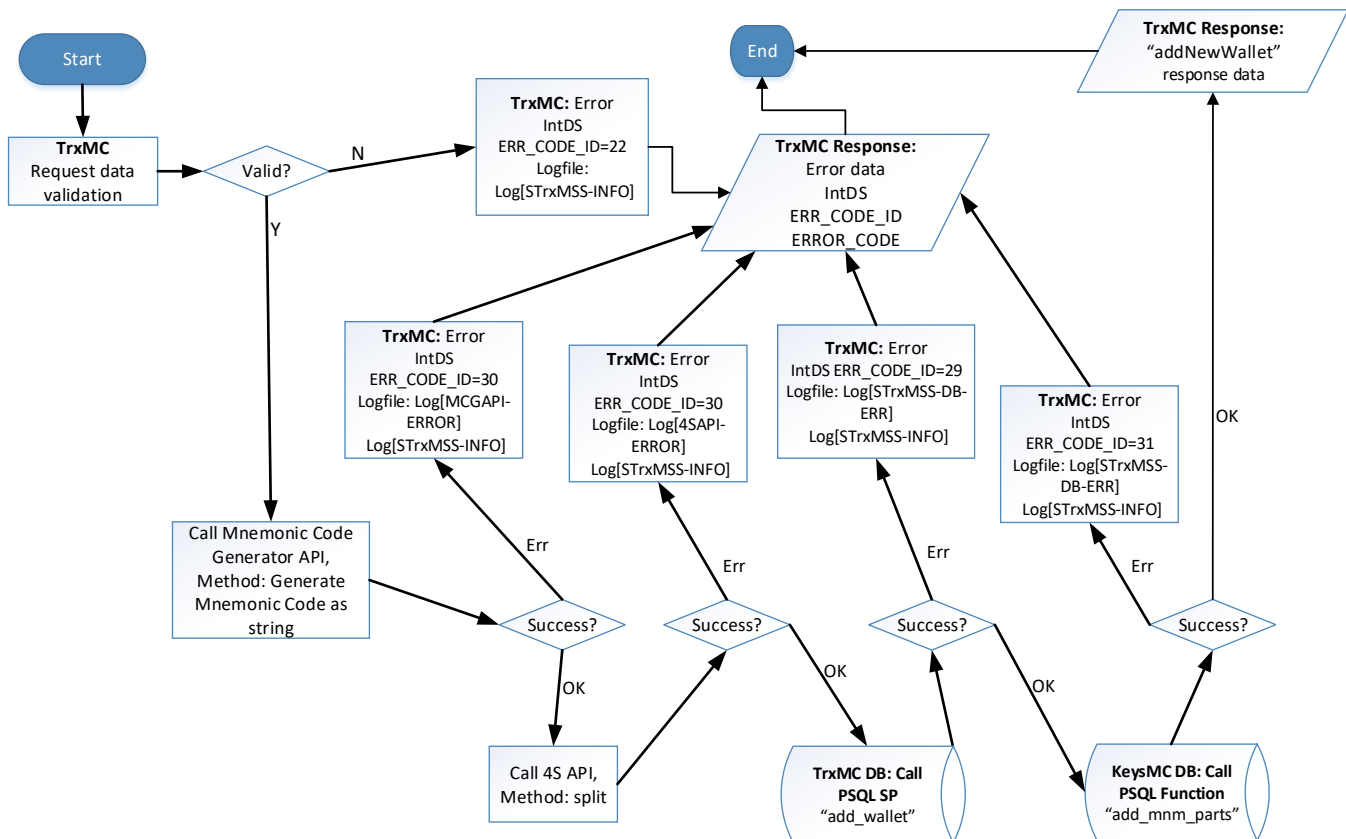 Start
End
TrxMC Response:
“addNewWallet”
response data
TrxMC
Request data
validation
Valid?
N
Y
TrxMC: Error
IntDS
ERR_CODE_ID=22
Logfile:
Log[STrxMSS-INFO]
TrxMC Response:
Error data
IntDS
ERR_CODE_ID
ERROR_CODE
TrxMC: Error
IntDS
ERR_CODE_ID=30
Logfile: Log[MCGAPI-
ERROR]
Log[STrxMSS-INFO]
TrxMC: Error
IntDS
ERR_CODE_ID=30
Logfile: Log[4SAPI-
ERROR]
Log[STrxMSS-INFO]
TrxMC: Error
IntDS ERR_CODE_ID=29
Logfile: Log[STrxMSS-DB-
ERR]
Log[STrxMSS-INFO]
TrxMC: Error
IntDS
ERR_CODE_ID=31
Logfile: Log[STrxMSS-
DB-ERR]
Log[STrxMSS-INFO]
OK
Call Mnemonic Code
Generator API,
Method: Generate
Mnemonic Code as
string
Err
Err
Err
Err
Success?
Success?
Success?
Success?
OK
OK
OK
Call 4S API,
Method: split
TrxMC DB: Call
PSQL SP
“add_wallet”
KeysMC DB: Call
PSQL Function
“add_mnm_parts”